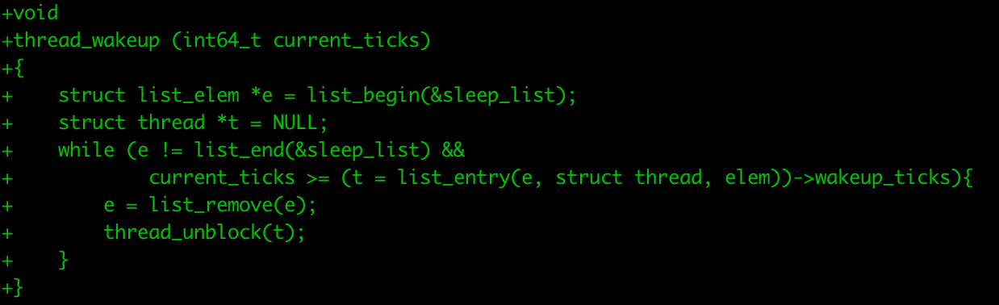 +void
+thread_wakeup (int64_t current_ticks)
+{
+    struct list_elem *e = list_begin(&sleep_list);
+    struct thread *t = NULL;
+    while (e != list_end(&sleep_list) &&
+            current_ticks >= (t = list_entry(e, struct thread, elem))->wakeup_ticks){
+        e = list_remove(e);
+        thread_unblock(t);
+    }
+}